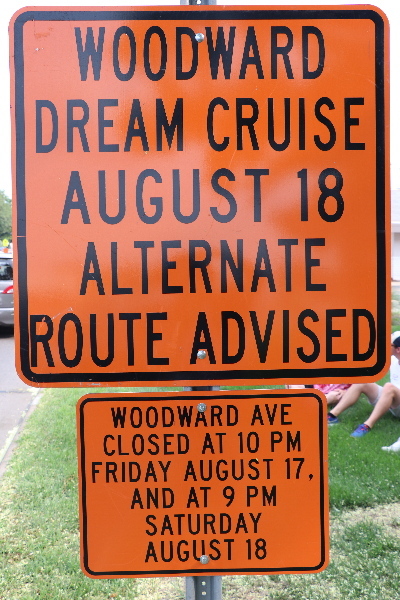 WOODWARD
DREAM CRUISE
AUGUST 18
ALTERNATE
ROUTE ADVISED
WOODWARD AVE
CLOSED AT 10 PM
FRIDAY AUGUST 17,
AND AT 9 PM
SATURDAY
AUGUST 18